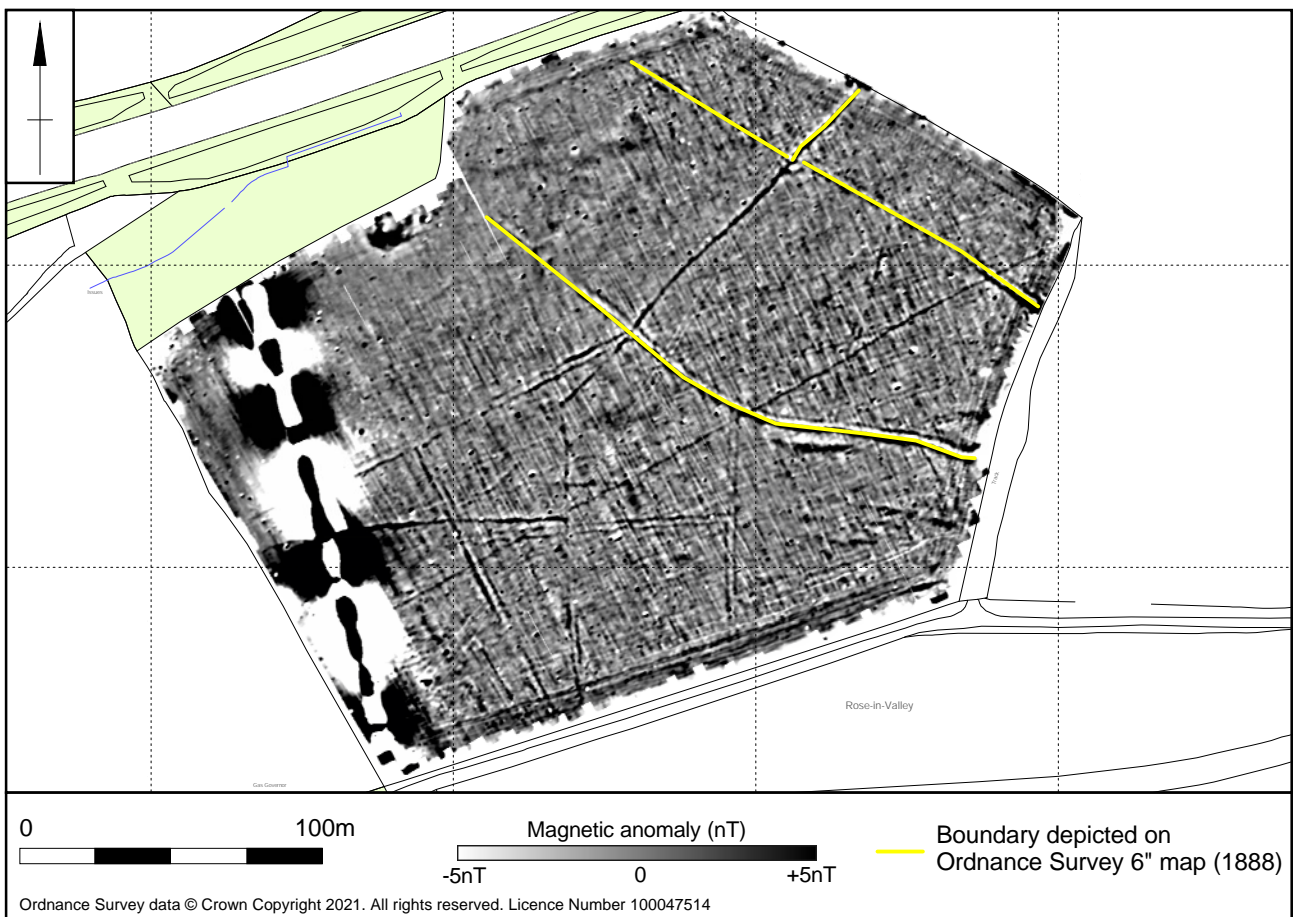 Issues
Track
Rose-in-Valley
Gas Governor
0 100m
Magnetic anomaly (nT)
-5nT 0 +5nT
Boundary depicted on
Ordnance Survey 6" map (1888)
Ordnance Survey data © Crown Copyright 2021. All rights reserved. Licence Number 100047514